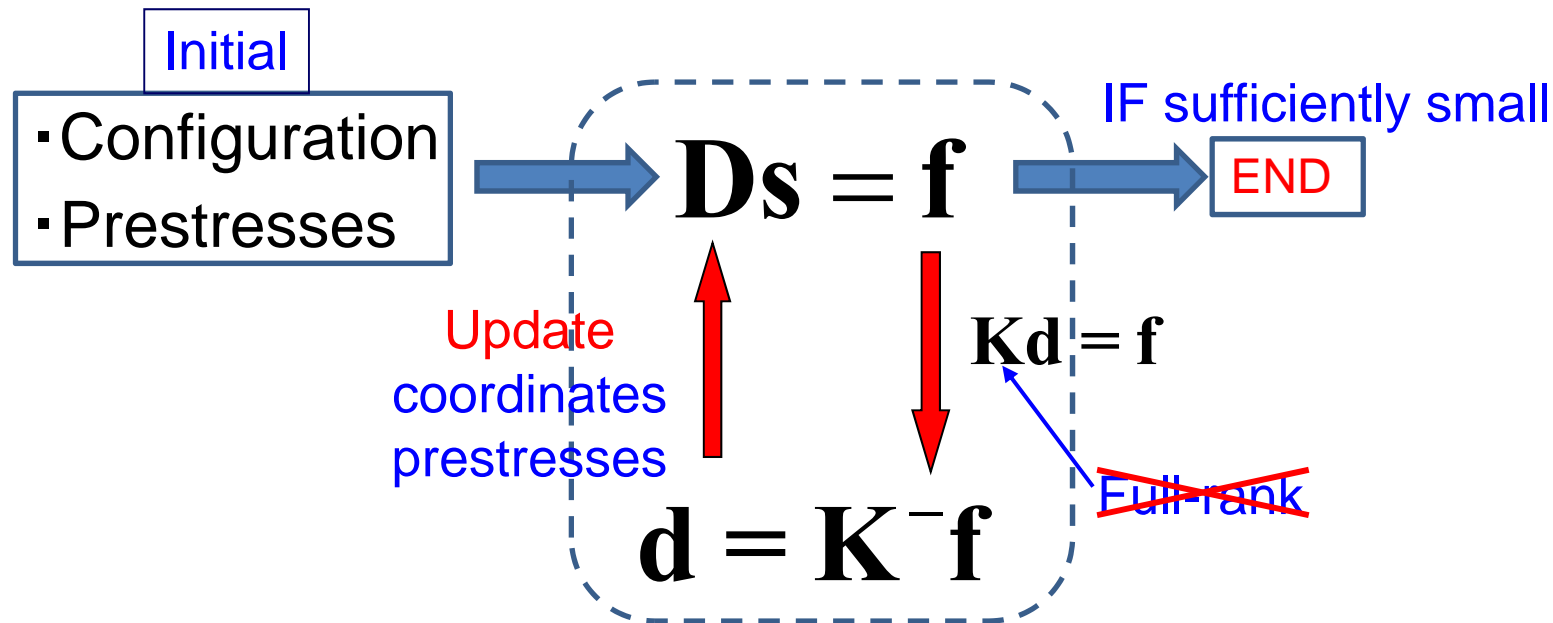 Initial
・Configuration
・Prestresses
Ds = f
IF sufficiently small
END
Update
coordinates
prestresses
Kd = f
Full-rank
d = K⁻f